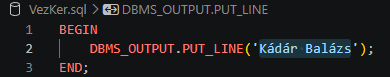 VezKer.sql > DBMS_OUTPUT.PUT_LINE
1 BEGIN
2 DBMS_OUTPUT.PUT_LINE('Kádár Balázs');
3 END;